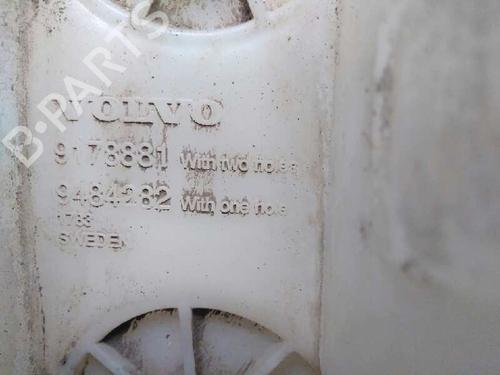 VOLVO
9178881 With two holes
9484282 With one hole
1783
SWEDEN
B-PARTS